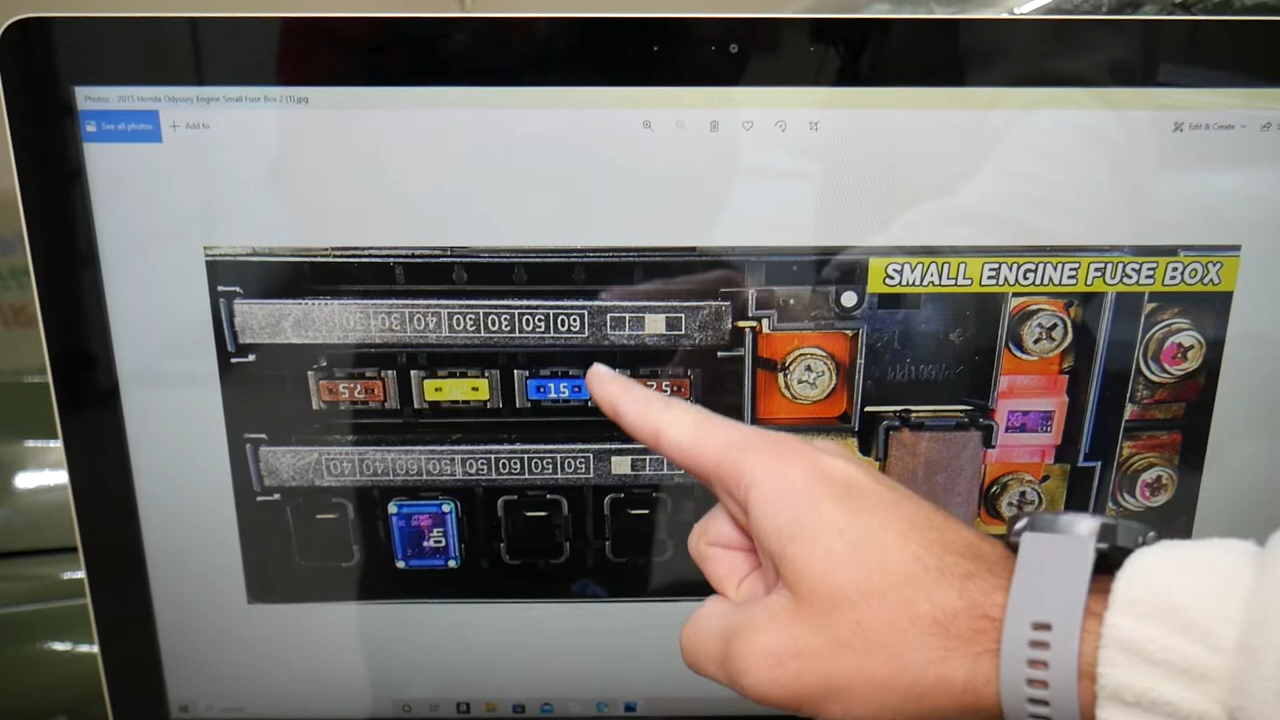 Photos - 2015 Honda Odyssey Engine Small Fuse Box 2 (1).jpg
See all photos
Add to
Edit & Create
SMALL ENGINE FUSE BOX
30 30 40 30 30 50 60
7.5
15
40 40 60 50 50 60 50 50
40